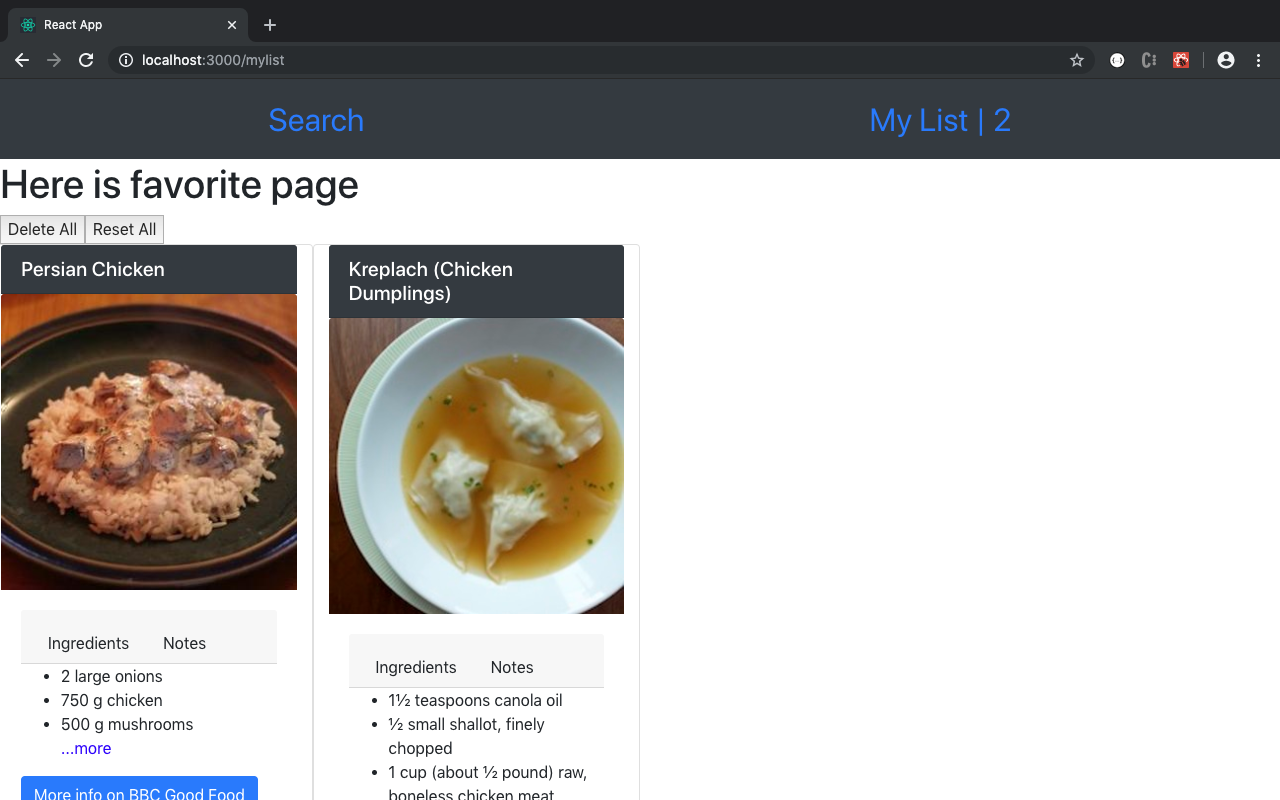 React App
localhost:3000/mylist
Search
My List | 2
Here is favorite page
Delete All
Reset All
Persian Chicken
Ingredients
Notes
2 large onions
750 g chicken
500 g mushrooms
...more
More info on BBC Good Food
Kreplach (Chicken
Dumplings)
Ingredients
Notes
1½ teaspoons canola oil
½ small shallot, finely
chopped
1 cup (about ½ pound) raw,
boneless chicken meat